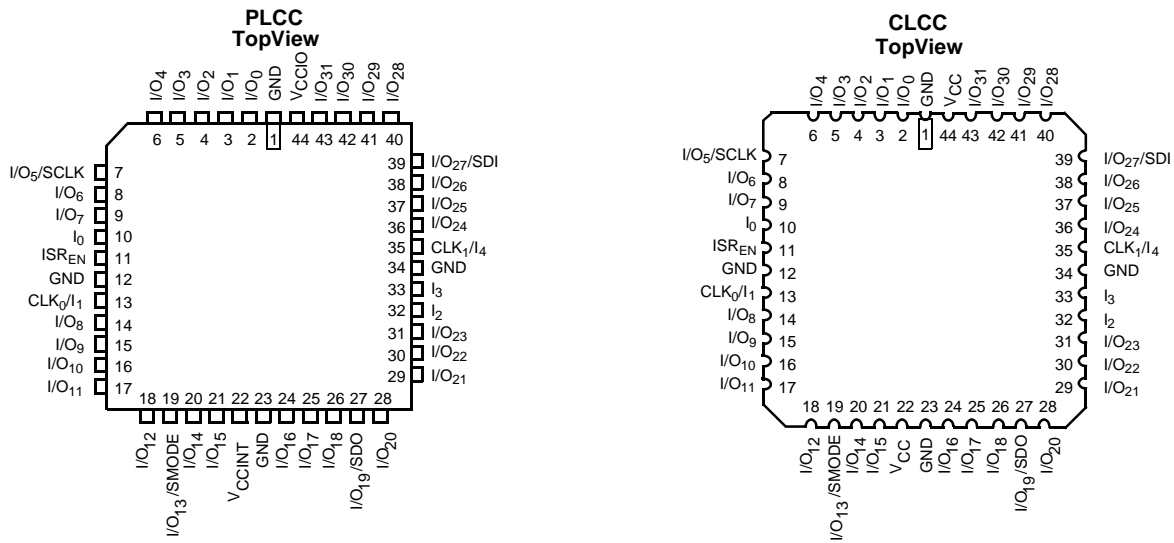 PLCC
TopView
I/O4
I/O3
I/O2
I/O1
I/O0
GND
VCCIO
I/O31
I/O30
I/O29
I/O28
6 5 4 3 2 1 44 43 42 41 40
I/O5/SCLK 7
I/O6 8
I/O7 9
I0 10
ISREN 11
GND 12
CLK0/I1 13
I/O8 14
I/O9 15
I/O10 16
I/O11 17
39 I/O27/SDI
38 I/O26
37 I/O25
36 I/O24
35 CLK1/I4
34 GND
33 I3
32 I2
31 I/O23
30 I/O22
29 I/O21
18 19 20 21 22 23 24 25 26 27 28
I/O12
I/O13/SMODE
I/O14
I/O15
VCCINT
GND
I/O16
I/O17
I/O18
I/O19/SDO
I/O20
CLCC
TopView
I/O4
I/O3
I/O2
I/O1
I/O0
GND
VCC
I/O31
I/O30
I/O29
I/O28
6 5 4 3 2 1 44 43 42 41 40
I/O5/SCLK 7
I/O6 8
I/O7 9
I0 10
ISREN 11
GND 12
CLK0/I1 13
I/O8 14
I/O9 15
I/O10 16
I/O11 17
39 I/O27/SDI
38 I/O26
37 I/O25
36 I/O24
35 CLK1/I4
34 GND
33 I3
32 I2
31 I/O23
30 I/O22
29 I/O21
18 19 20 21 22 23 24 25 26 27 28
I/O12
I/O13/SMODE
I/O14
I/O15
VCC
GND
I/O16
I/O17
I/O18
I/O19/SDO
I/O20